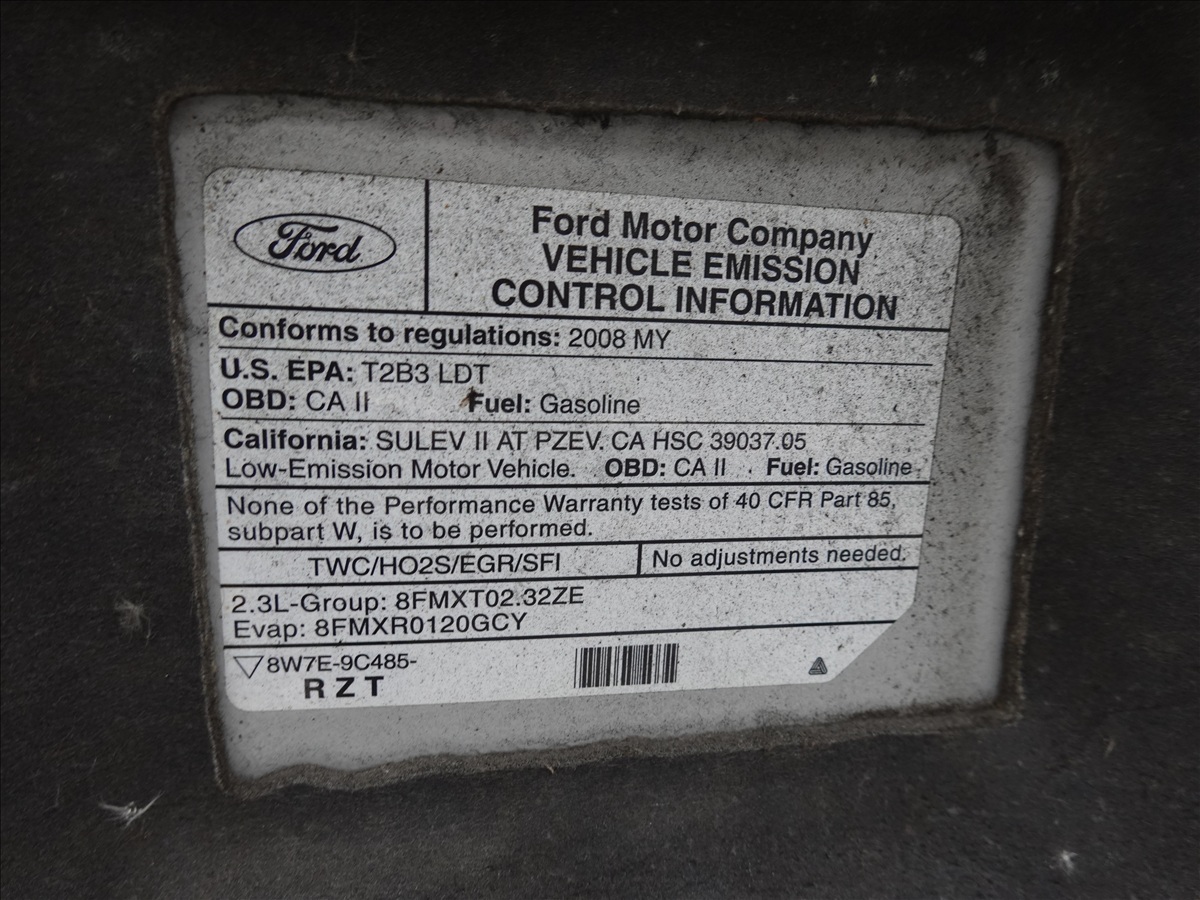 Ford
Ford Motor Company
VEHICLE EMISSION
CONTROL INFORMATION
Conforms to regulations: 2008 MY
U.S. EPA: T2B3 LDT
OBD: CA II Fuel: Gasoline
California: SULEV II AT PZEV. CA HSC 39037.05
Low-Emission Motor Vehicle. OBD: CA II . Fuel: Gasoline
None of the Performance Warranty tests of 40 CFR Part 85,
subpart W, is to be performed.
TWC/HO2S/EGR/SFI No adjustments needed.
2.3L-Group: 8FMXT02.32ZE
Evap: 8FMXR0120GCY
8W7E-9C485-
RZT